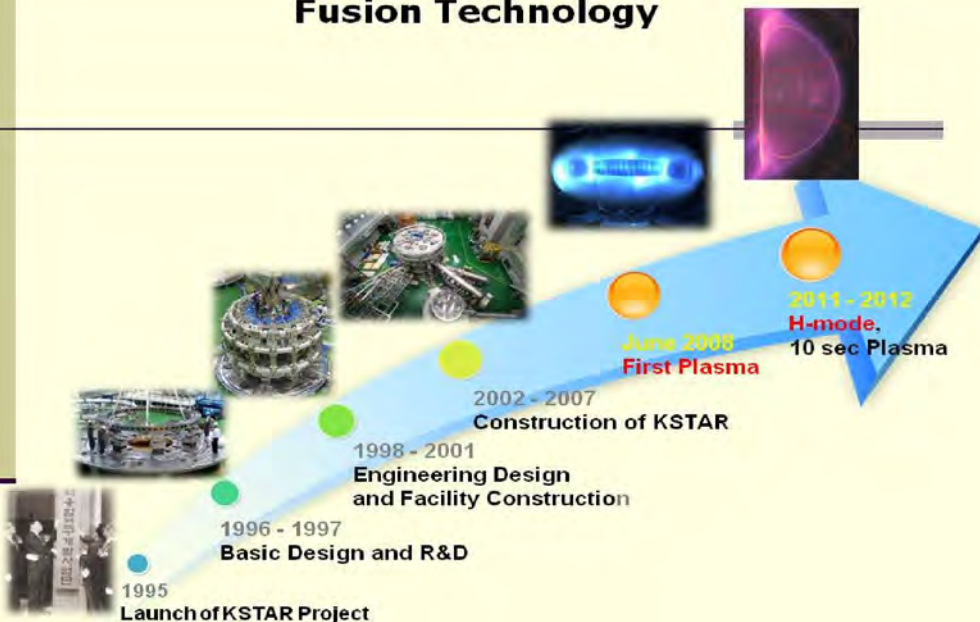 Fusion Technology
2011 - 2012
H-mode,
10 sec Plasma
June 2008
First Plasma
2002 - 2007
Construction of KSTAR
1998 - 2001
Engineering Design
and Facility Construction
1996 - 1997
Basic Design and R&D
1995
Launch of KSTAR Project